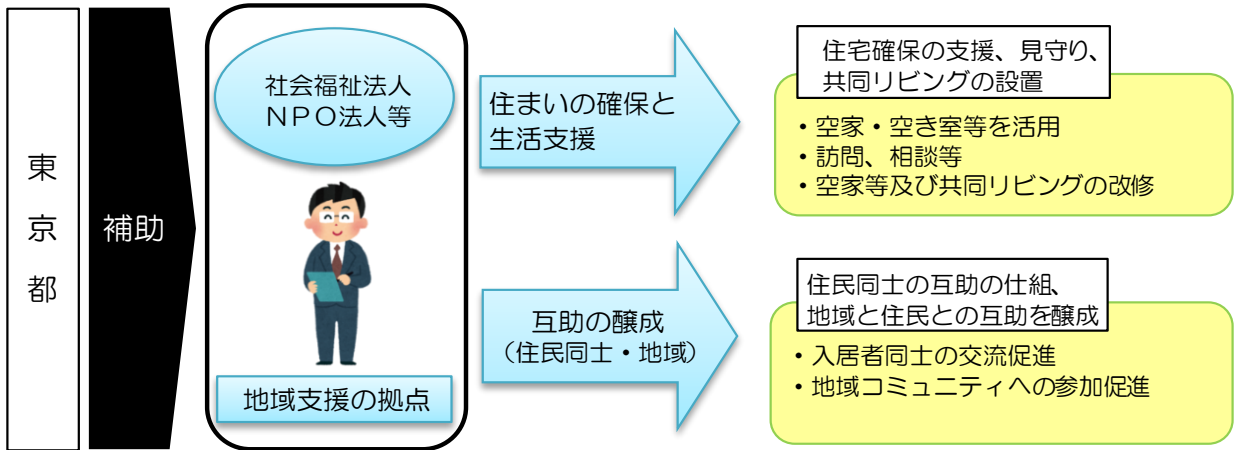 東京都
補助
社会福祉法人
ＮＰＯ法人等
地域支援の拠点
住まいの確保と
生活支援
住宅確保の支援、見守り、
共同リビングの設置
・空家・空き室等を活用
・訪問、相談等
・空家等及び共同リビングの改修
互助の醸成
（住民同士・地域）
住民同士の互助の仕組、
地域と住民との互助を醸成
・入居者同士の交流促進
・地域コミュニティへの参加促進